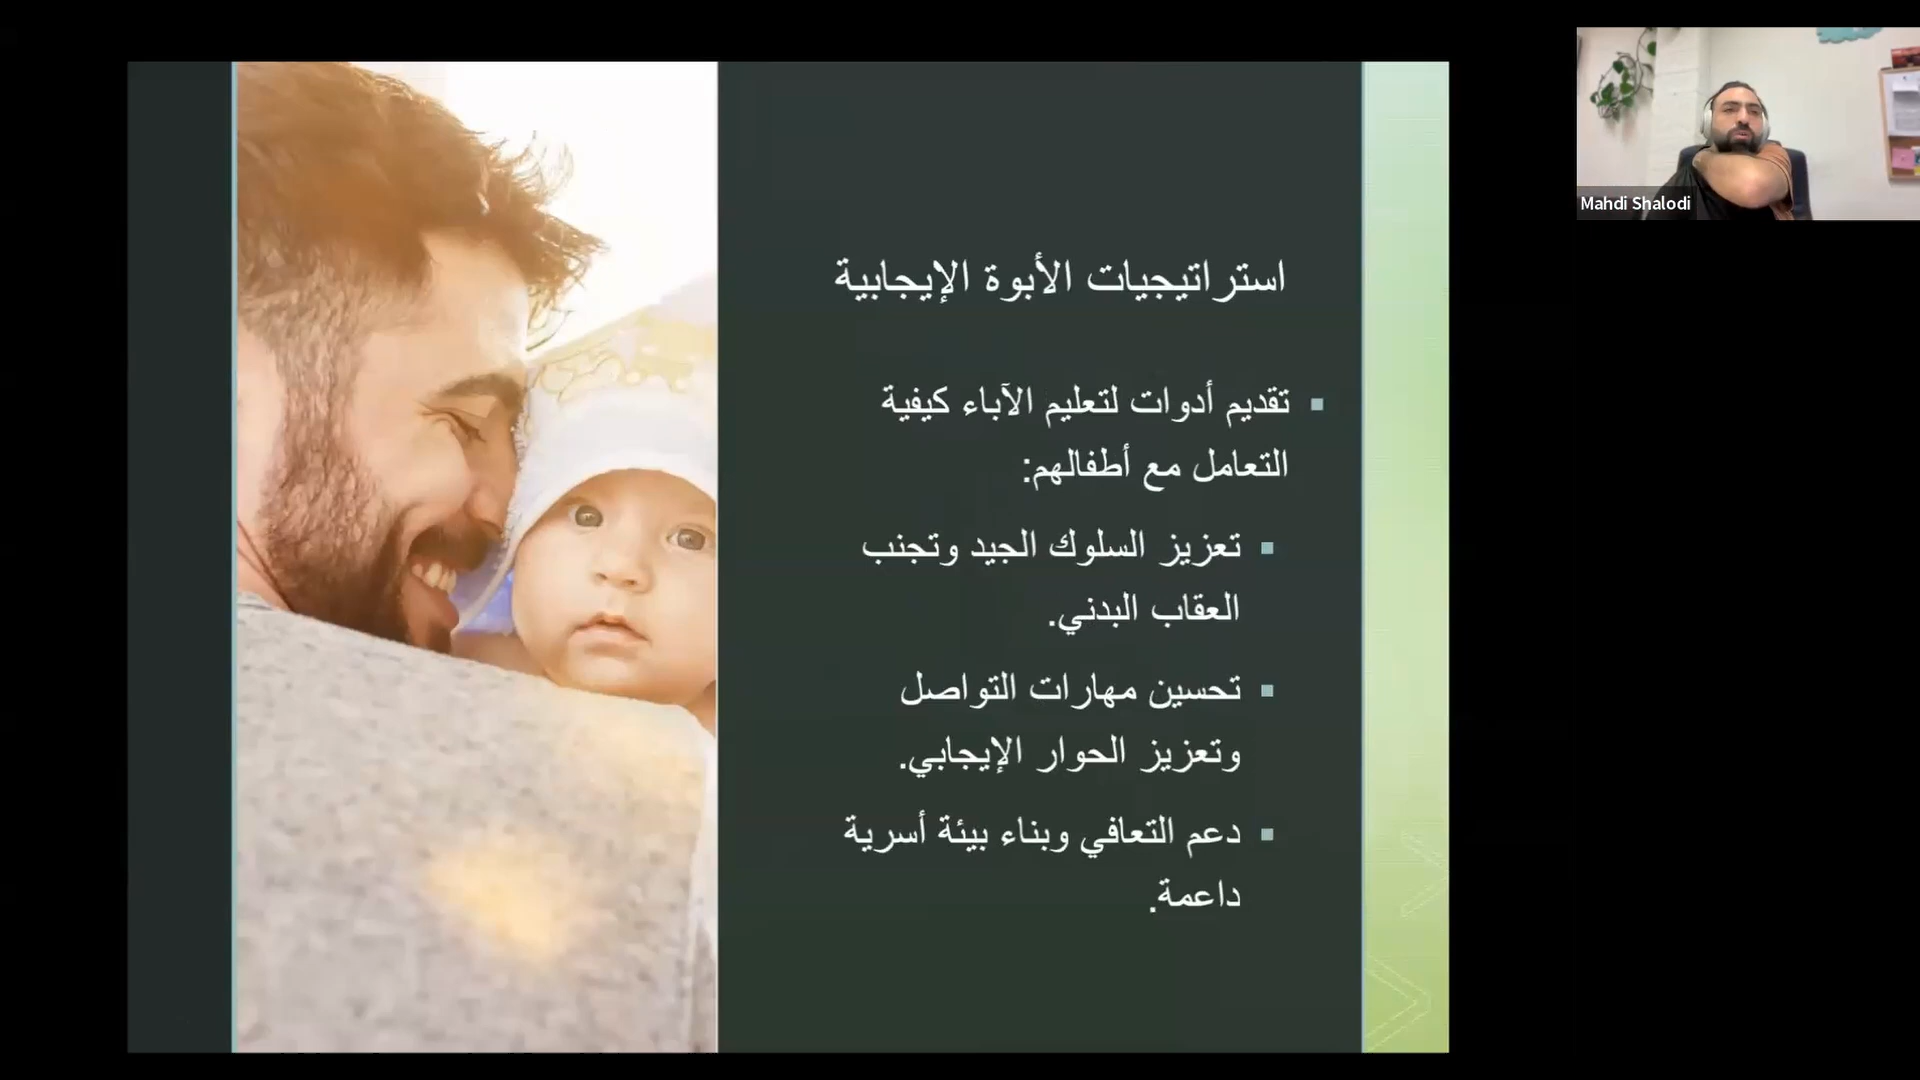 استراتيجيات الأبوة الإيجابية
تقديم أدوات لتعليم الآباء كيفية
التعامل مع أطفالهم:
تعزيز السلوك الجيد وتجنب
العقاب البدني.
تحسين مهارات التواصل
وتعزيز الحوار الإيجابي.
دعم التعافي وبناء بيئة أسرية
داعمة.
Mahdi Shalodi